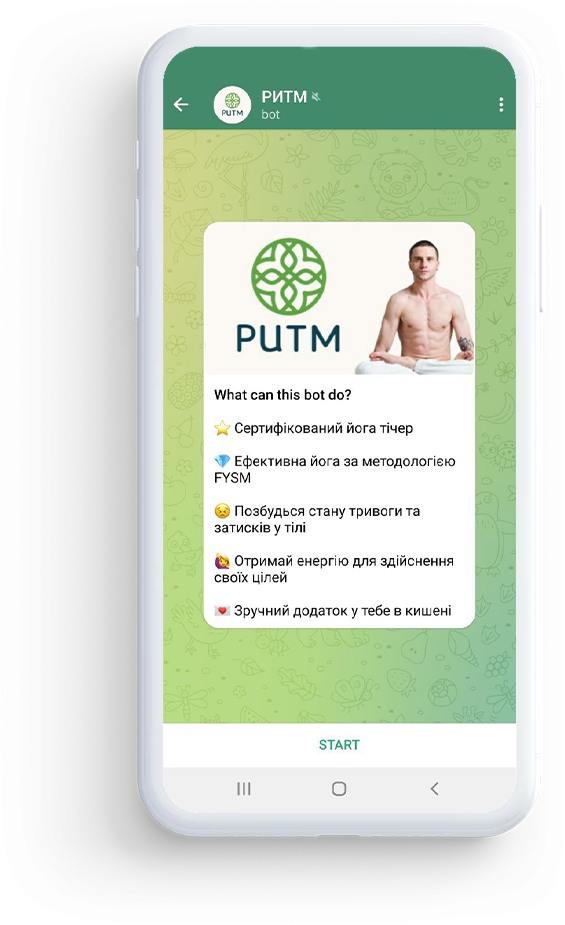 РИТМ
bot
РИТМ
РИТМ
What can this bot do?
⭐ Сертифікований йога тічер
💎 Ефективна йога за методологією
FYSM
😣 Позбудься стану тривоги та
затисків у тілі
🙋 Отримай енергію для здійснення
своїх цілей
💌 Зручний додаток у тебе в кишені
START